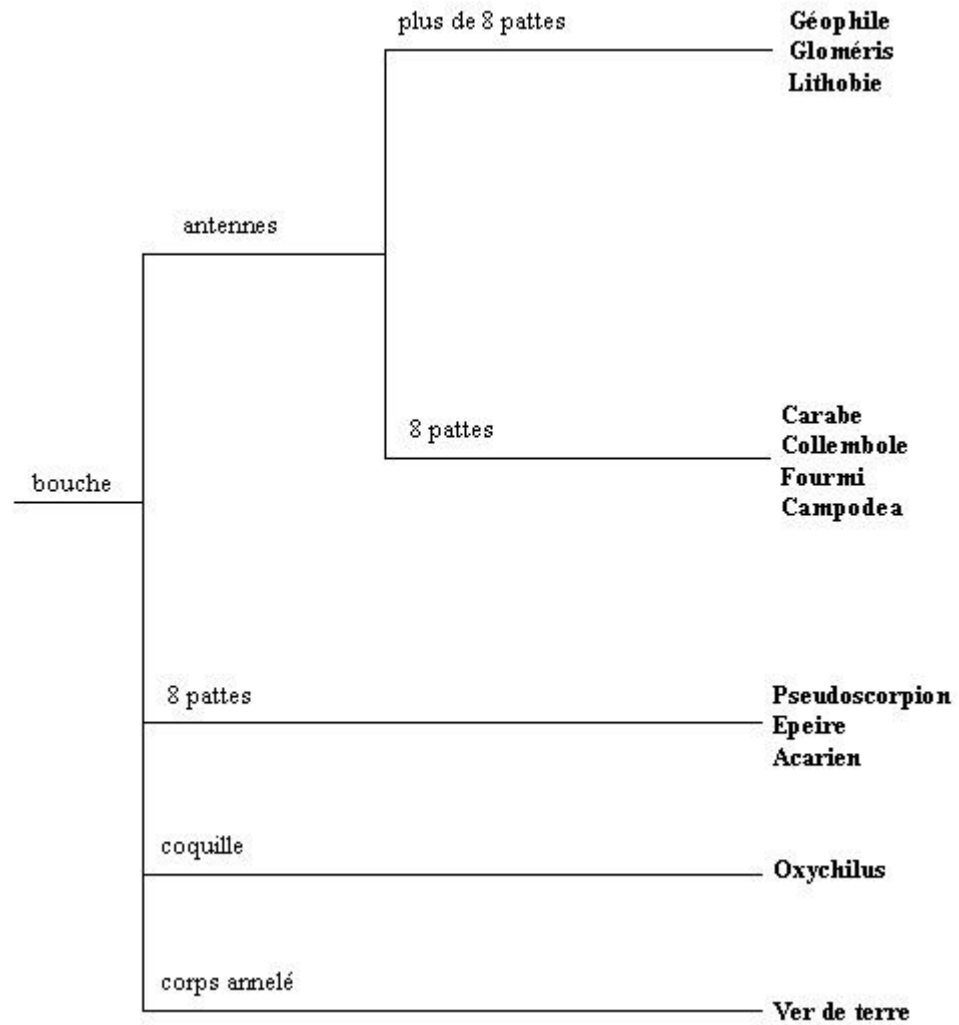 plus de 8 pattes
Géophile
Gloméris
Lithobie
antennes
8 pattes
Carabe
Collembole
Fourmi
Campodea
bouche
8 pattes
Pseudoscorpion
Epeire
Acarien
coquille
Oxychilus
corps annelé
Ver de terre